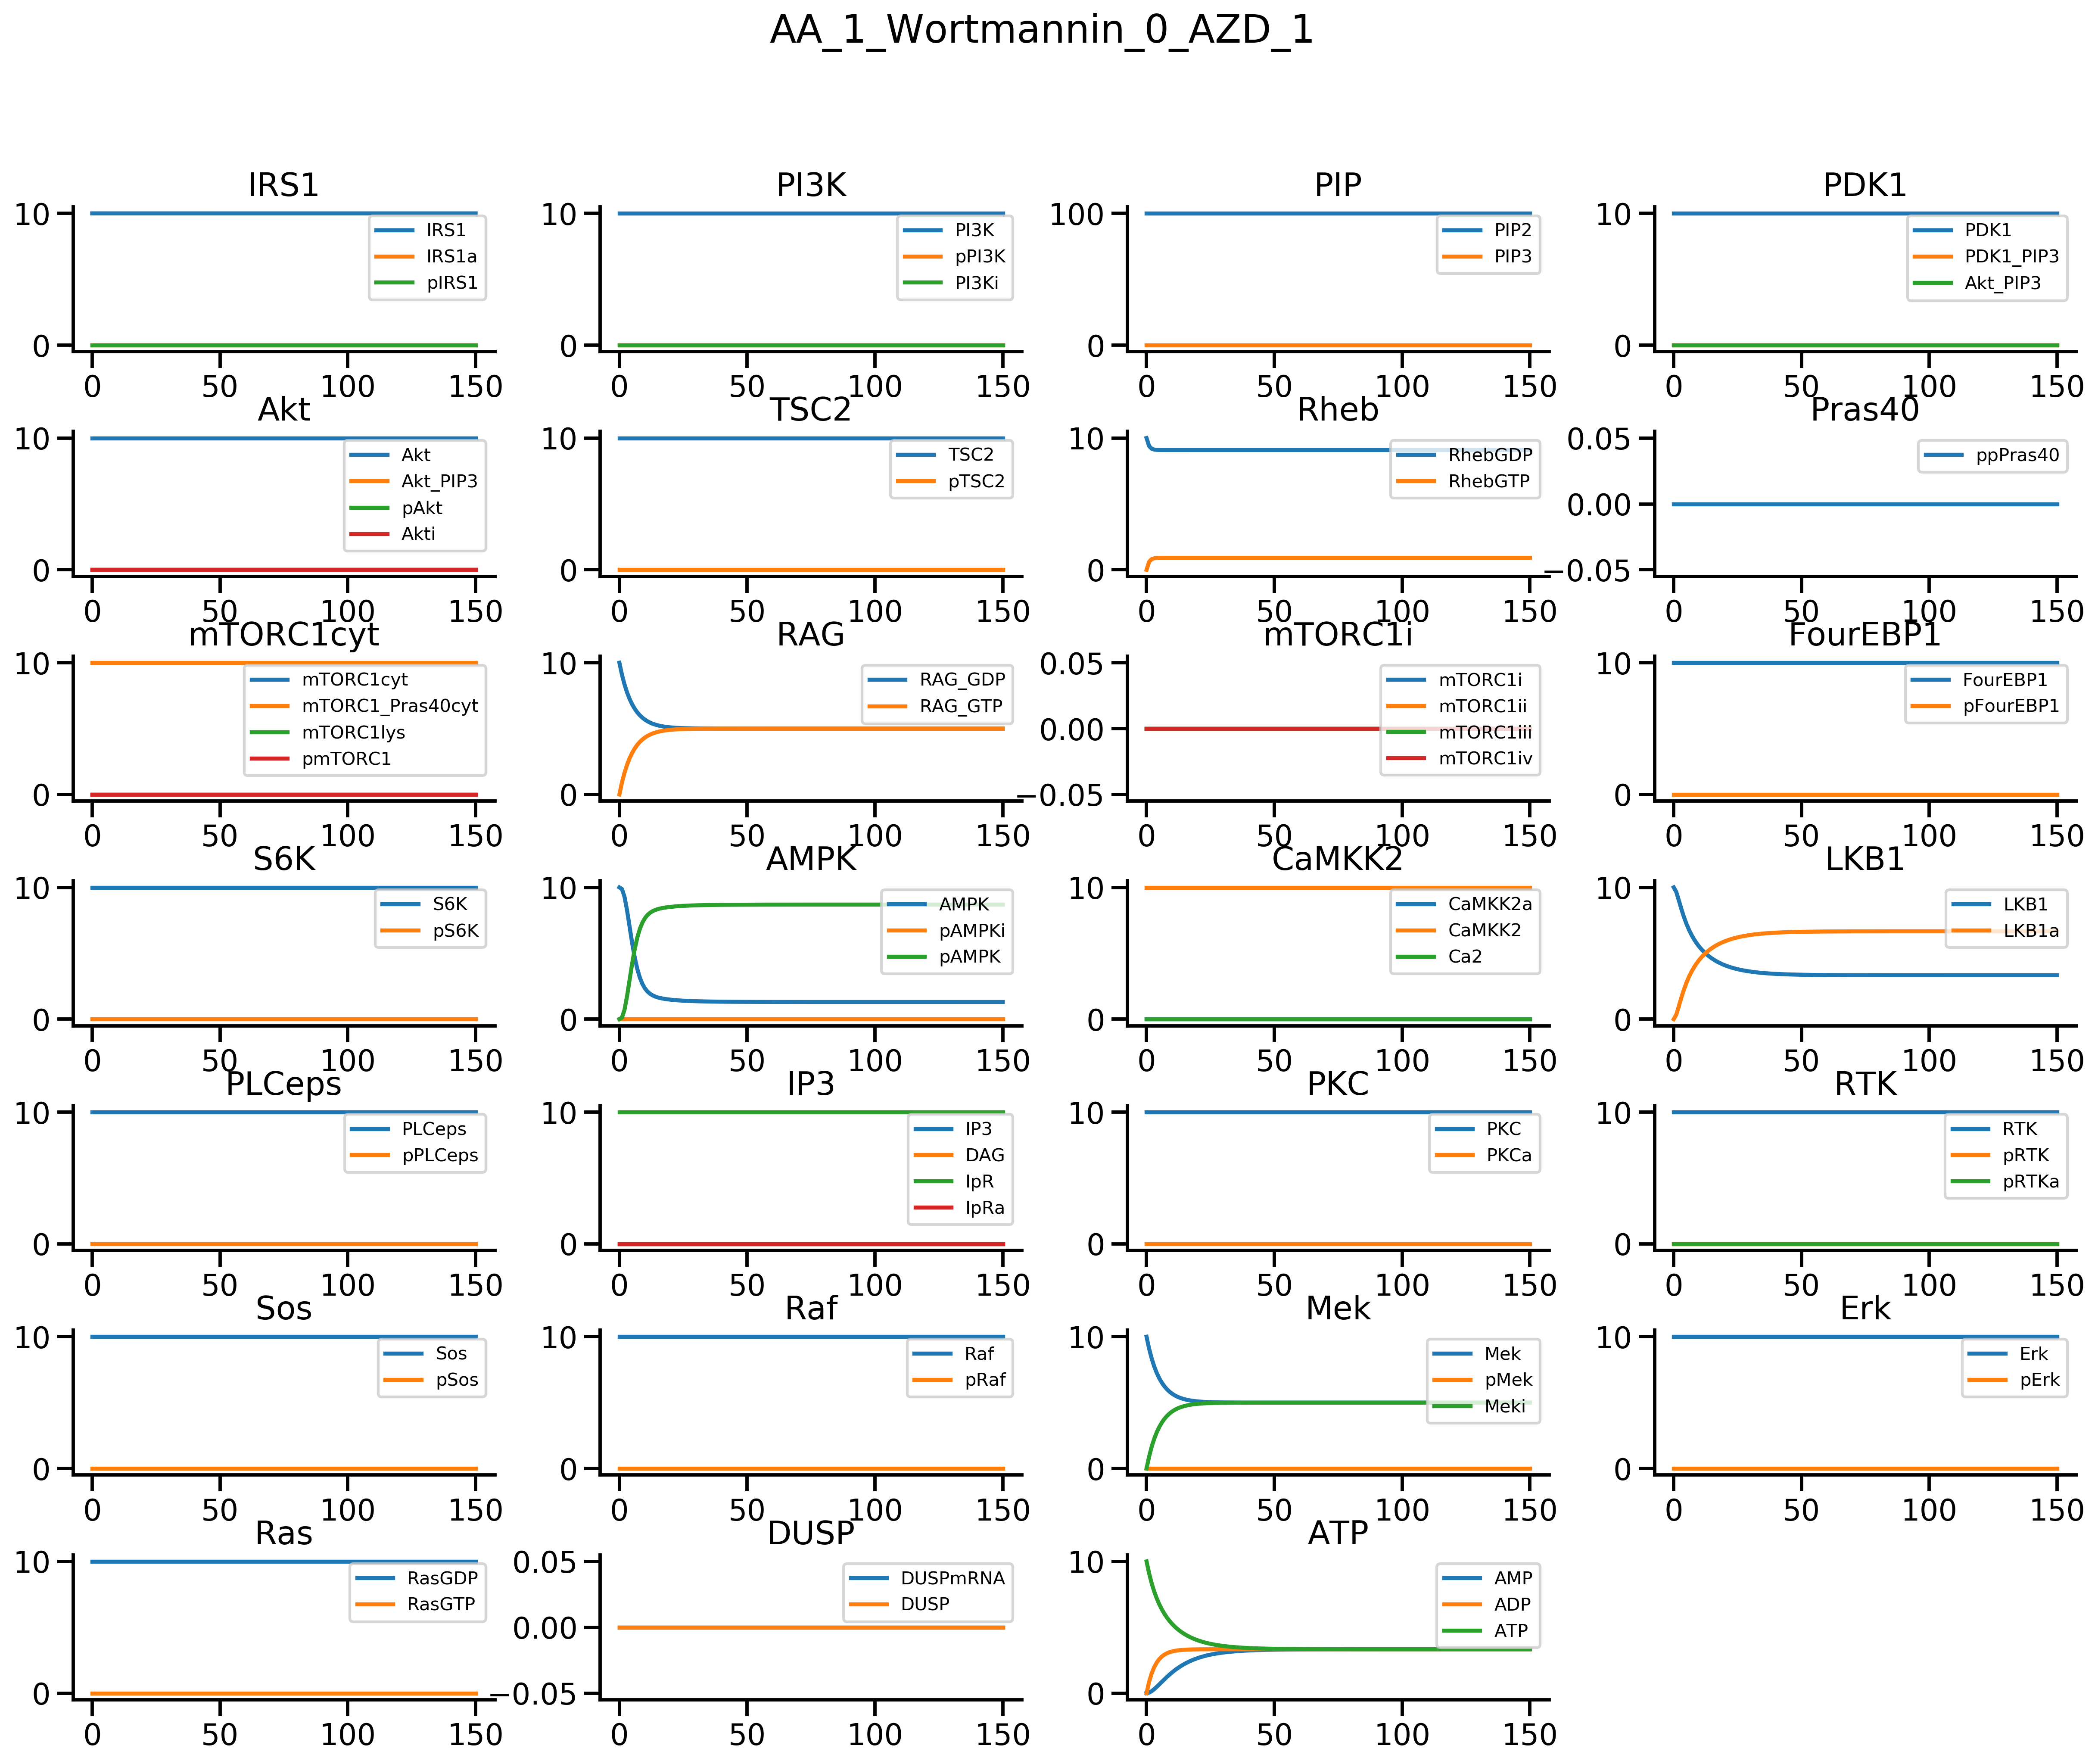 AA_1_Wortmannin_0_AZD_1
IRS1
10
0
0 50 100 150
IRS1
IRS1a
pIRS1
PI3K
10
0
0 50 100 150
PI3K
pPI3K
PI3Ki
PIP
100
0
0 50 100 150
PIP2
PIP3
PDK1
10
0
0 50 100 150
PDK1
PDK1_PIP3
Akt_PIP3
Akt
10
0
0 50 100 150
Akt
Akt_PIP3
pAkt
Akti
TSC2
10
0
0 50 100 150
TSC2
pTSC2
Rheb
10
0
0 50 100 150
RhebGDP
RhebGTP
Pras40
0.05
0.00
−0.05
0 50 100 150
ppPras40
mTORC1cyt
10
0
0 50 100 150
mTORC1cyt
mTORC1_Pras40cyt
mTORC1lys
pmTORC1
RAG
10
0
0 50 100 150
RAG_GDP
RAG_GTP
mTORC1i
0.05
0.00
−0.05
0 50 100 150
mTORC1i
mTORC1ii
mTORC1iii
mTORC1iv
FourEBP1
10
0
0 50 100 150
FourEBP1
pFourEBP1
S6K
10
0
0 50 100 150
S6K
pS6K
AMPK
10
0
0 50 100 150
AMPK
pAMPKi
pAMPK
CaMKK2
10
0
0 50 100 150
CaMKK2a
CaMKK2
Ca2
LKB1
10
0
0 50 100 150
LKB1
LKB1a
PLCeps
10
0
0 50 100 150
PLCeps
pPLCeps
IP3
10
0
0 50 100 150
IP3
DAG
IpR
IpRa
PKC
10
0
0 50 100 150
PKC
PKCa
RTK
10
0
0 50 100 150
RTK
pRTK
pRTKa
Sos
10
0
0 50 100 150
Sos
pSos
Raf
10
0
0 50 100 150
Raf
pRaf
Mek
10
0
0 50 100 150
Mek
pMek
Meki
Erk
10
0
0 50 100 150
Erk
pErk
Ras
10
0
0 50 100 150
RasGDP
RasGTP
DUSP
0.05
0.00
−0.05
0 50 100 150
DUSPmRNA
DUSP
ATP
10
0
0 50 100 150
AMP
ADP
ATP